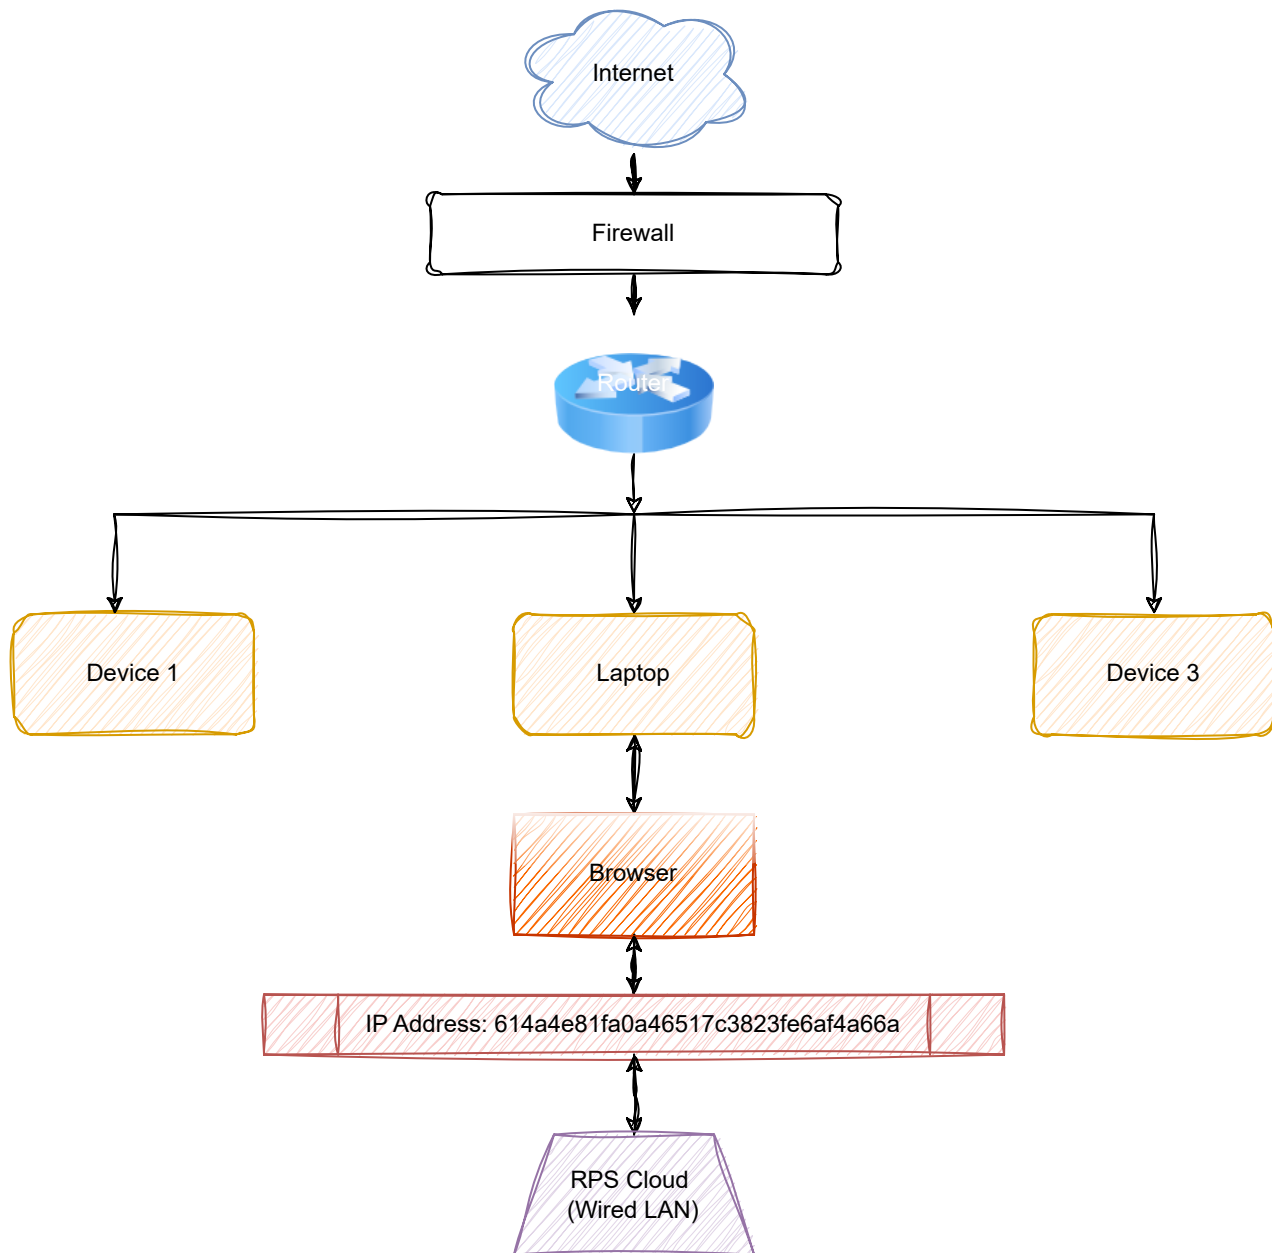 Internet
Firewall
Router
Device 1
Laptop
Device 3
Browser
IP Address: 614a4e81fa0a46517c3823fe6af4a66a
RPS Cloud
(Wired LAN)